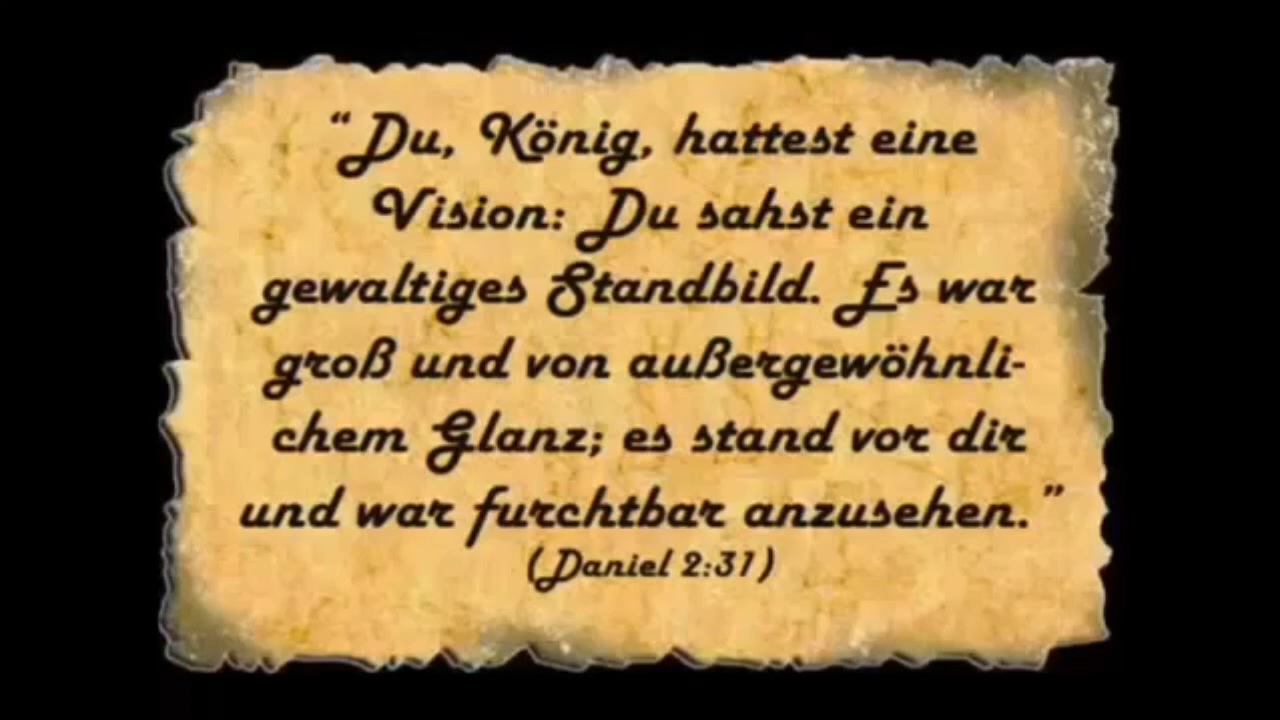 “Du, König, hattest eine
Vision: Du sahst ein
gewaltiges Standbild. Es war
groß und von außergewöhnli-
chem Glanz; es stand vor dir
und war furchtbar anzusehen.”
(Daniel 2:31)